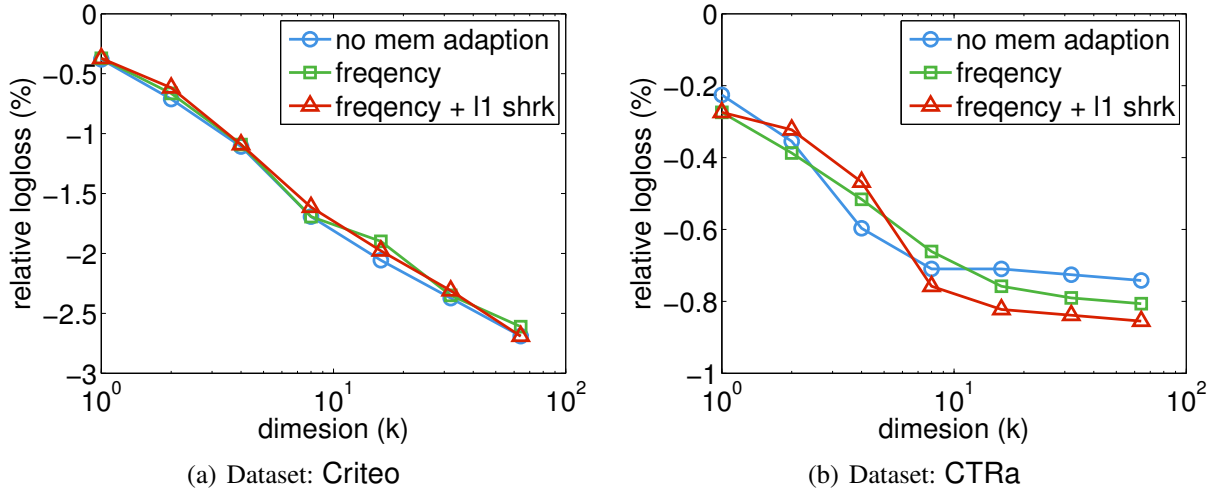 0
−0.5
−1
−1.5
−2
−2.5
−3
relative logloss (%)
10^0
10^1
10^2
dimesion (k)
no mem adaption
freqency
freqency + l1 shrk
(a) Dataset: Criteo
0
−0.2
−0.4
−0.6
−0.8
−1
relative logloss (%)
10^0
10^1
10^2
dimesion (k)
no mem adaption
freqency
freqency + l1 shrk
(b) Dataset: CTRa